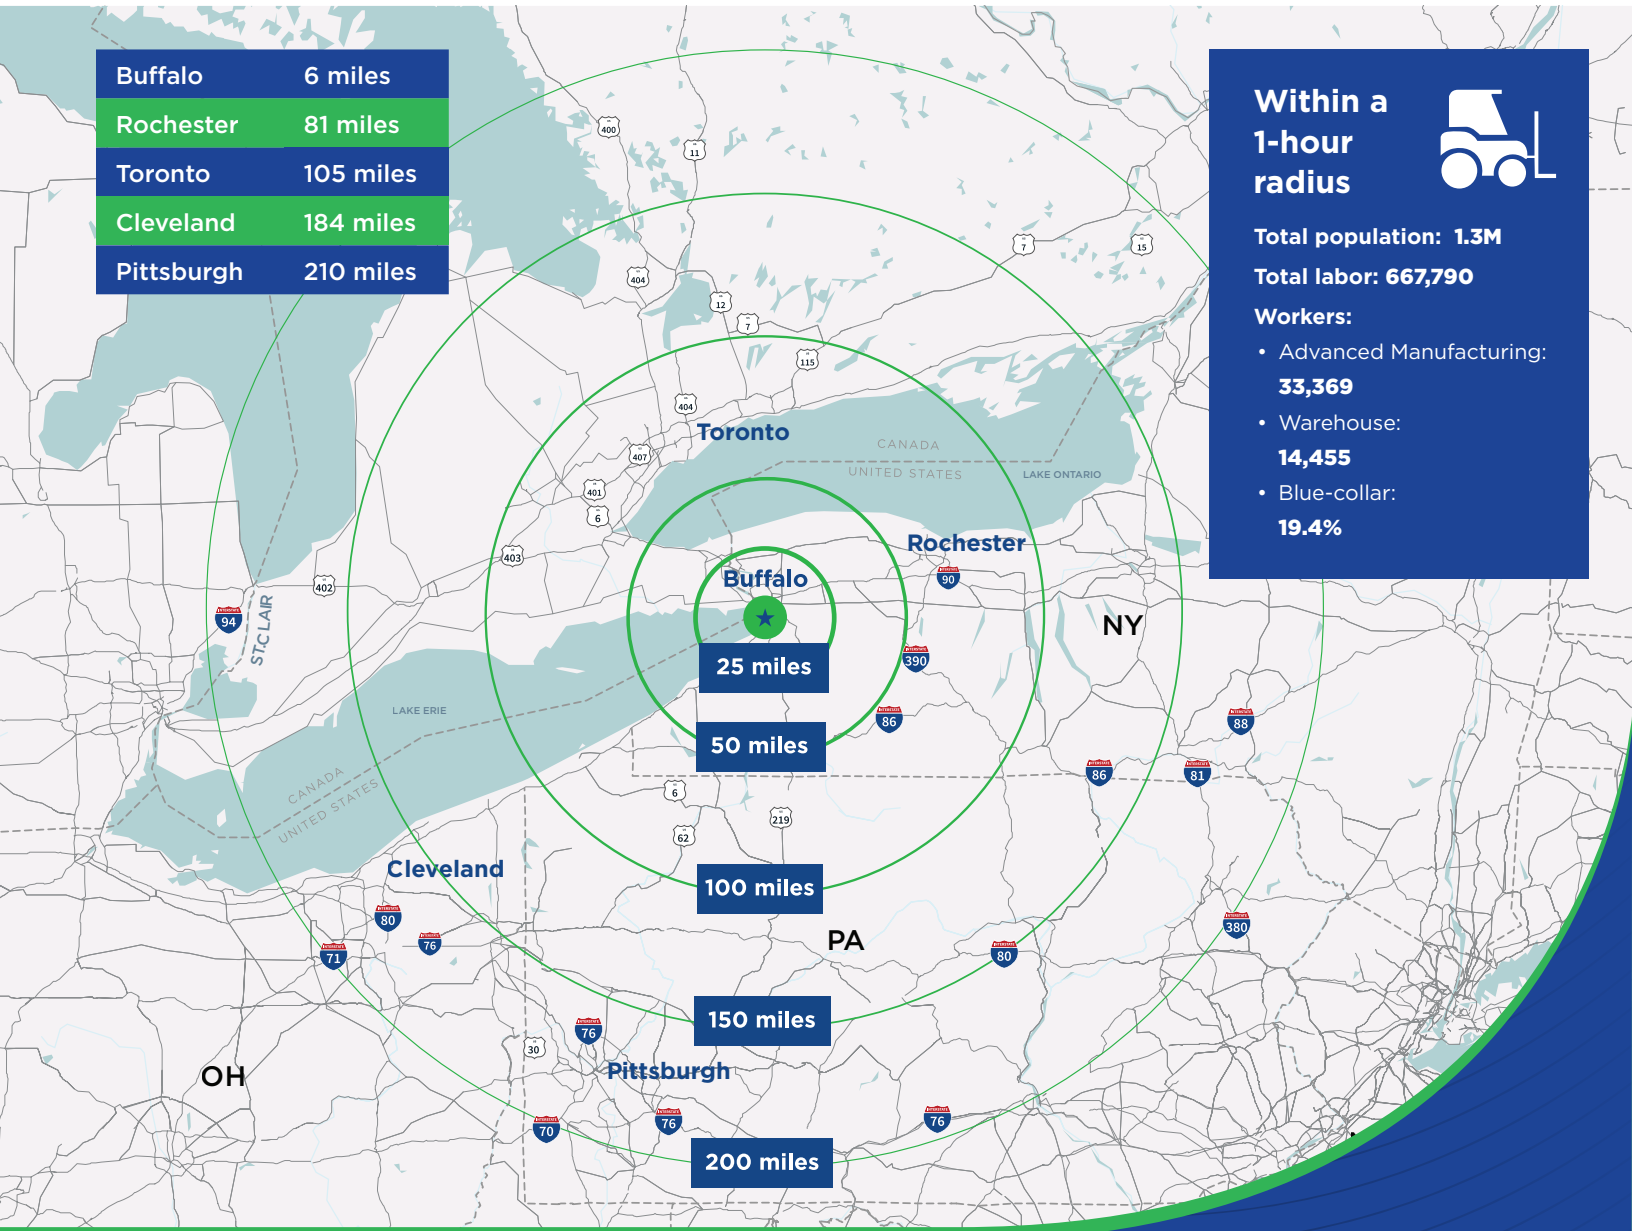 Buffalo 6 miles
Rochester 81 miles
Toronto 105 miles
Cleveland 184 miles
Pittsburgh 210 miles
Within a
1-hour
radius
Total population: 1.3M
Total labor: 667,790
Workers:
• Advanced Manufacturing:
33,369
• Warehouse:
14,455
• Blue-collar:
19.4%
400
11
7
15
404
12
7
115
404
Toronto
407
CANADA
UNITED STATES
LAKE ONTARIO
401
6
403
Rochester
90
402
Buffalo
94
ST.CLAIR
NY
25 miles
390
LAKE ERIE
86
88
50 miles
86
81
CANADA
UNITED STATES
6
219
62
Cleveland
100 miles
80
76
71
PA
80
380
150 miles
76
30
OH
Pittsburgh
70
76
76
200 miles